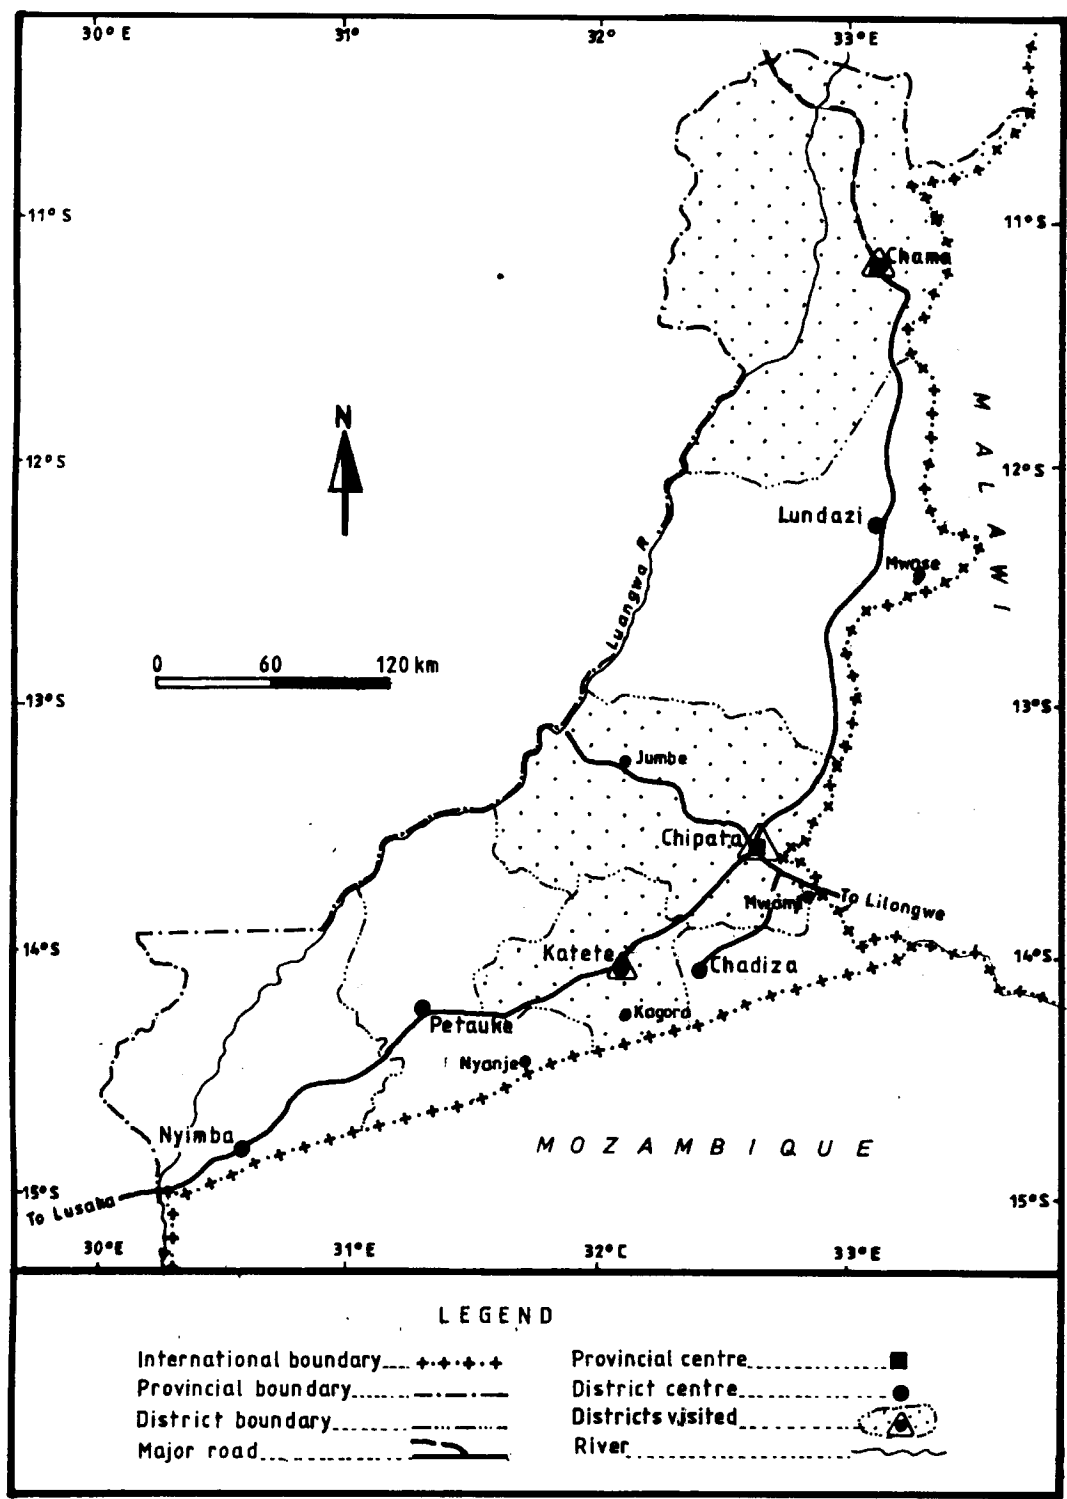 30°E 31° 32° 33°E
11°S 11°S
Chama
MALAWI
N
12°S 12°S
Lundazi
Mwase
Luangwa R
0 60 120 km
13°S 13°S
Jumbe
Chipata
Mwami
To Lilongwe
14°S 14°S
Katete
Chadiza
Petauke
Kagoro
Nyanje
Nyimba
MOZAMBIQUE
15°S 15°S
To Lusaka
30°E 31°E 32°C 33°E
LEGEND
International boundary
Provincial boundary
District boundary
Major road
Provincial centre
District centre
Districts visited
River